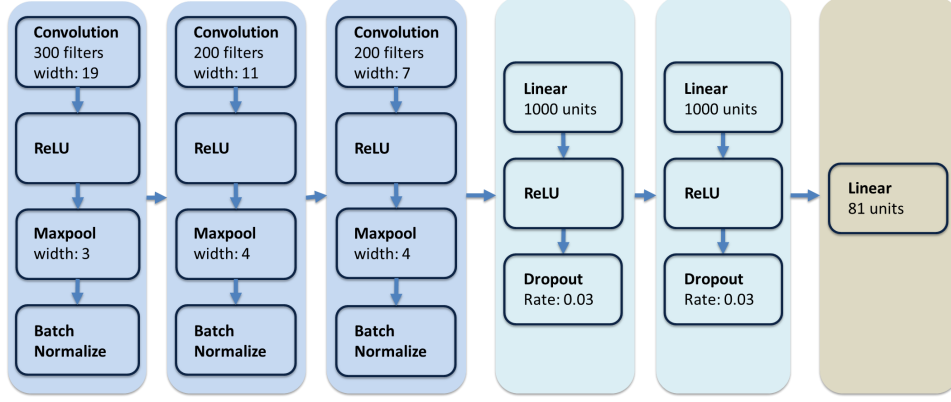 Convolution
300 filters
width: 19
ReLU
Maxpool
width: 3
Batch
Normalize
Convolution
200 filters
width: 11
ReLU
Maxpool
width: 4
Batch
Normalize
Convolution
200 filters
width: 7
ReLU
Maxpool
width: 4
Batch
Normalize
Linear
1000 units
ReLU
Dropout
Rate: 0.03
Linear
1000 units
ReLU
Dropout
Rate: 0.03
Linear
81 units